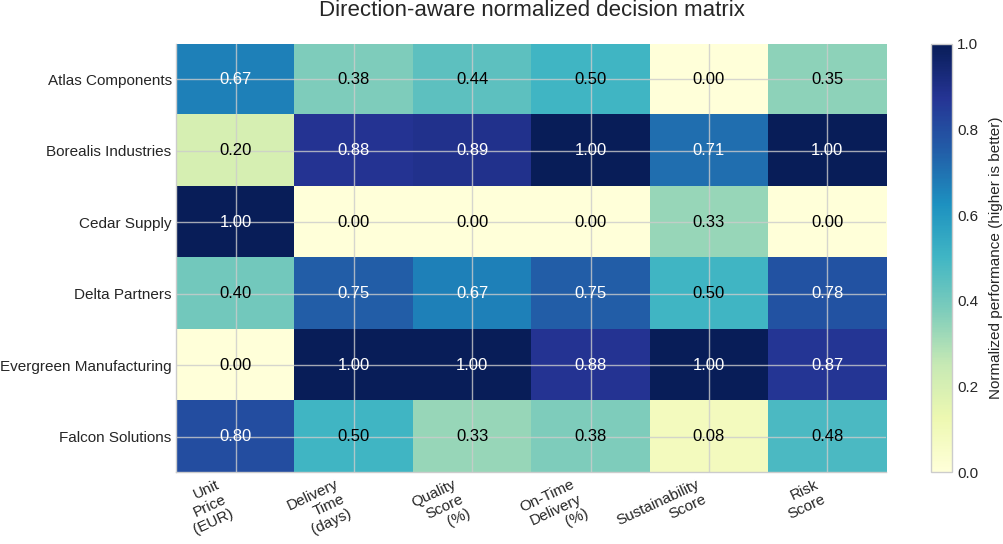 Direction-aware normalized decision matrix
Atlas Components 0.67 0.38 0.44 0.50 0.00 0.35
Borealis Industries 0.20 0.88 0.89 1.00 0.71 1.00
Cedar Supply 1.00 0.00 0.00 0.00 0.33 0.00
Delta Partners 0.40 0.75 0.67 0.75 0.50 0.78
Evergreen Manufacturing 0.00 1.00 1.00 0.88 1.00 0.87
Falcon Solutions 0.80 0.50 0.33 0.38 0.08 0.48
Unit
Price
(EUR)
Delivery
Time
(days)
Quality
Score
(%)
On-Time
Delivery
(%)
Sustainability
Score
Risk
Score
1.0
0.8
0.6
0.4
0.2
0.0
Normalized performance (higher is better)